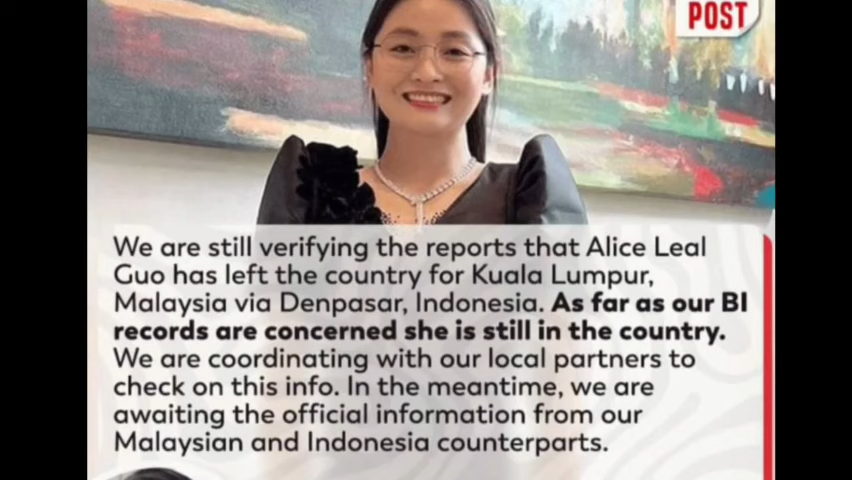 POST
We are still verifying the reports that Alice Leal
Guo has left the country for Kuala Lumpur,
Malaysia via Denpasar, Indonesia. As far as our BI
records are concerned she is still in the country.
We are coordinating with our local partners to
check on this info. In the meantime, we are
awaiting the official information from our
Malaysian and Indonesia counterparts.